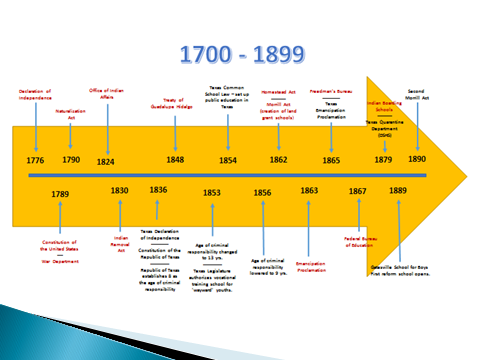 1700 - 1899
Declaration of
Independence
Naturalization
Act
Office of Indian
Affairs
Treaty of
Guadalupe Hidalgo
Texas Common
School Law – set up
public education in
Texas
Homestead Act
Morrill Act
(creation of land
grant schools)
Freedman's Bureau
Texas
Emancipation
Proclamation
Indian Boarding
Schools
Texas Quarantine
Department
(DSHS)
Second
Morrill Act
1776
1790
1824
1848
1854
1862
1865
1879
1890
1789
1830
1836
1853
1856
1863
1867
1889
Constitution of
the United States
War Department
Indian
Removal
Act
Texas Declaration
of Independence
Constitution of the
Republic of Texas
Republic of Texas
establishes 8 as
the age of criminal
responsibility
Age of criminal
responsibility changed
to 13 yrs.
Texas Legislature
authorizes vocational
training school for
'wayward' youths.
Age of criminal
responsibility
lowered to 9 yrs.
Emancipation
Proclamation
Federal Bureau
of Education
Gatesville School for Boys
First reform school opens.